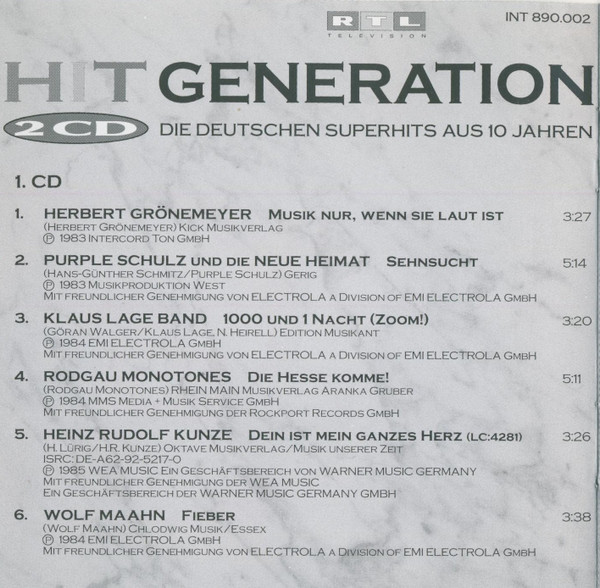 RTL
TELEVISION
INT 890.002
HIT GENERATION
2 CD DIE DEUTSCHEN SUPERHITS AUS 10 JAHREN
1. CD
1. HERBERT GRÖNEMEYER MUSIK NUR, WENN SIE LAUT IST 3:27
(HERBERT GRÖNEMEYER) KICK MUSIKVERLAG
℗ 1983 INTERCORD TON GMBH
2. PURPLE SCHULZ UND DIE NEUE HEIMAT SEHNSUCHT 5:14
(HANS-GÜNTHER SCHMITZ/PURPLE SCHULZ) GERIG
℗ 1983 MUSIKPRODUKTION WEST
MIT FREUNDLICHER GENEHMIGUNG VON ELECTROLA A DIVISION OF EMI ELECTROLA GMBH
3. KLAUS LAGE BAND 1000 UND 1 NACHT (ZOOM!) 3:20
(GÖRAN WALGER/KLAUS LAGE, N. HEIRELL) EDITION MUSIKANT
℗ 1984 EMI ELECTROLA GMBH
MIT FREUNDLICHER GENEHMIGUNG VON ELECTROLA A DIVISION OF EMI ELECTROLA GMBH
4. RODGAU MONOTONES DIE HESSE KOMME! 5:11
(RODGAU MONOTONES) RHEIN MAIN MUSIKVERLAG ARANKA GRUBER
℗ 1984 MMS MEDIA + MUSIK SERVICE GMBH
MIT FREUNDLICHER GENEHMIGUNG DER ROCKPORT RECORDS GMBH
5. HEINZ RUDOLF KUNZE DEIN IST MEIN GANZES HERZ (LC:4281) 3:26
(H. LÜRIG/H.R. KUNZE) OKTAVE MUSIKVERLAG/MUSIK UNSERER ZEIT
ISRC: DE-A62-92-5217-0
℗ 1985 WEA MUSIC EIN GESCHÄFTSBEREICH VON WARNER MUSIC GERMANY
MIT FREUNDLICHER GENEHMIGUNG DER WEA MUSIC
EIN GESCHÄFTSBEREICH DER WARNER MUSIC GERMANY GMBH
6. WOLF MAAHN FIEBER 3:38
(WOLF MAAHN) CHLODWIG MUSIK/ESSEX
℗ 1984 EMI ELECTROLA GMBH
MIT FREUNDLICHER GENEHMIGUNG VON ELECTROLA A DIVISION OF EMI ELECTROLA GMBH